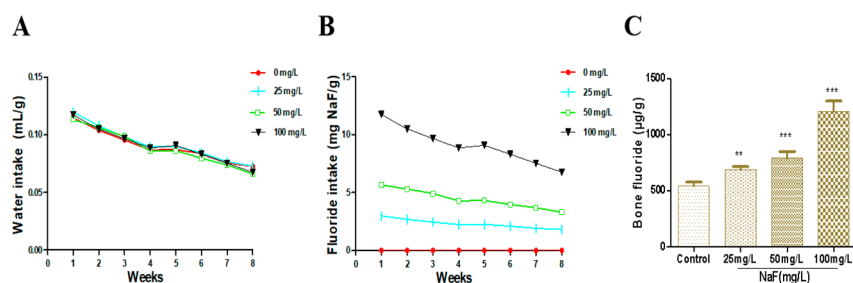 A
Water intake (mL/g)
0.15
0.10
0.05
0.00
1 2 3 4 5 6 7 8
Weeks
0 mg/L
25 mg/L
50 mg/L
100 mg/L
B
Fluoride intake (mg NaF/g)
15
10
5
0
1 2 3 4 5 6 7 8
Weeks
0 mg/L
25 mg/L
50 mg/L
100 mg/L
C
Bone fluoride (μg/g)
1500
1000
500
0
**
***
***
Control 25mg/L 50mg/L 100mg/L
NaF(mg/L)